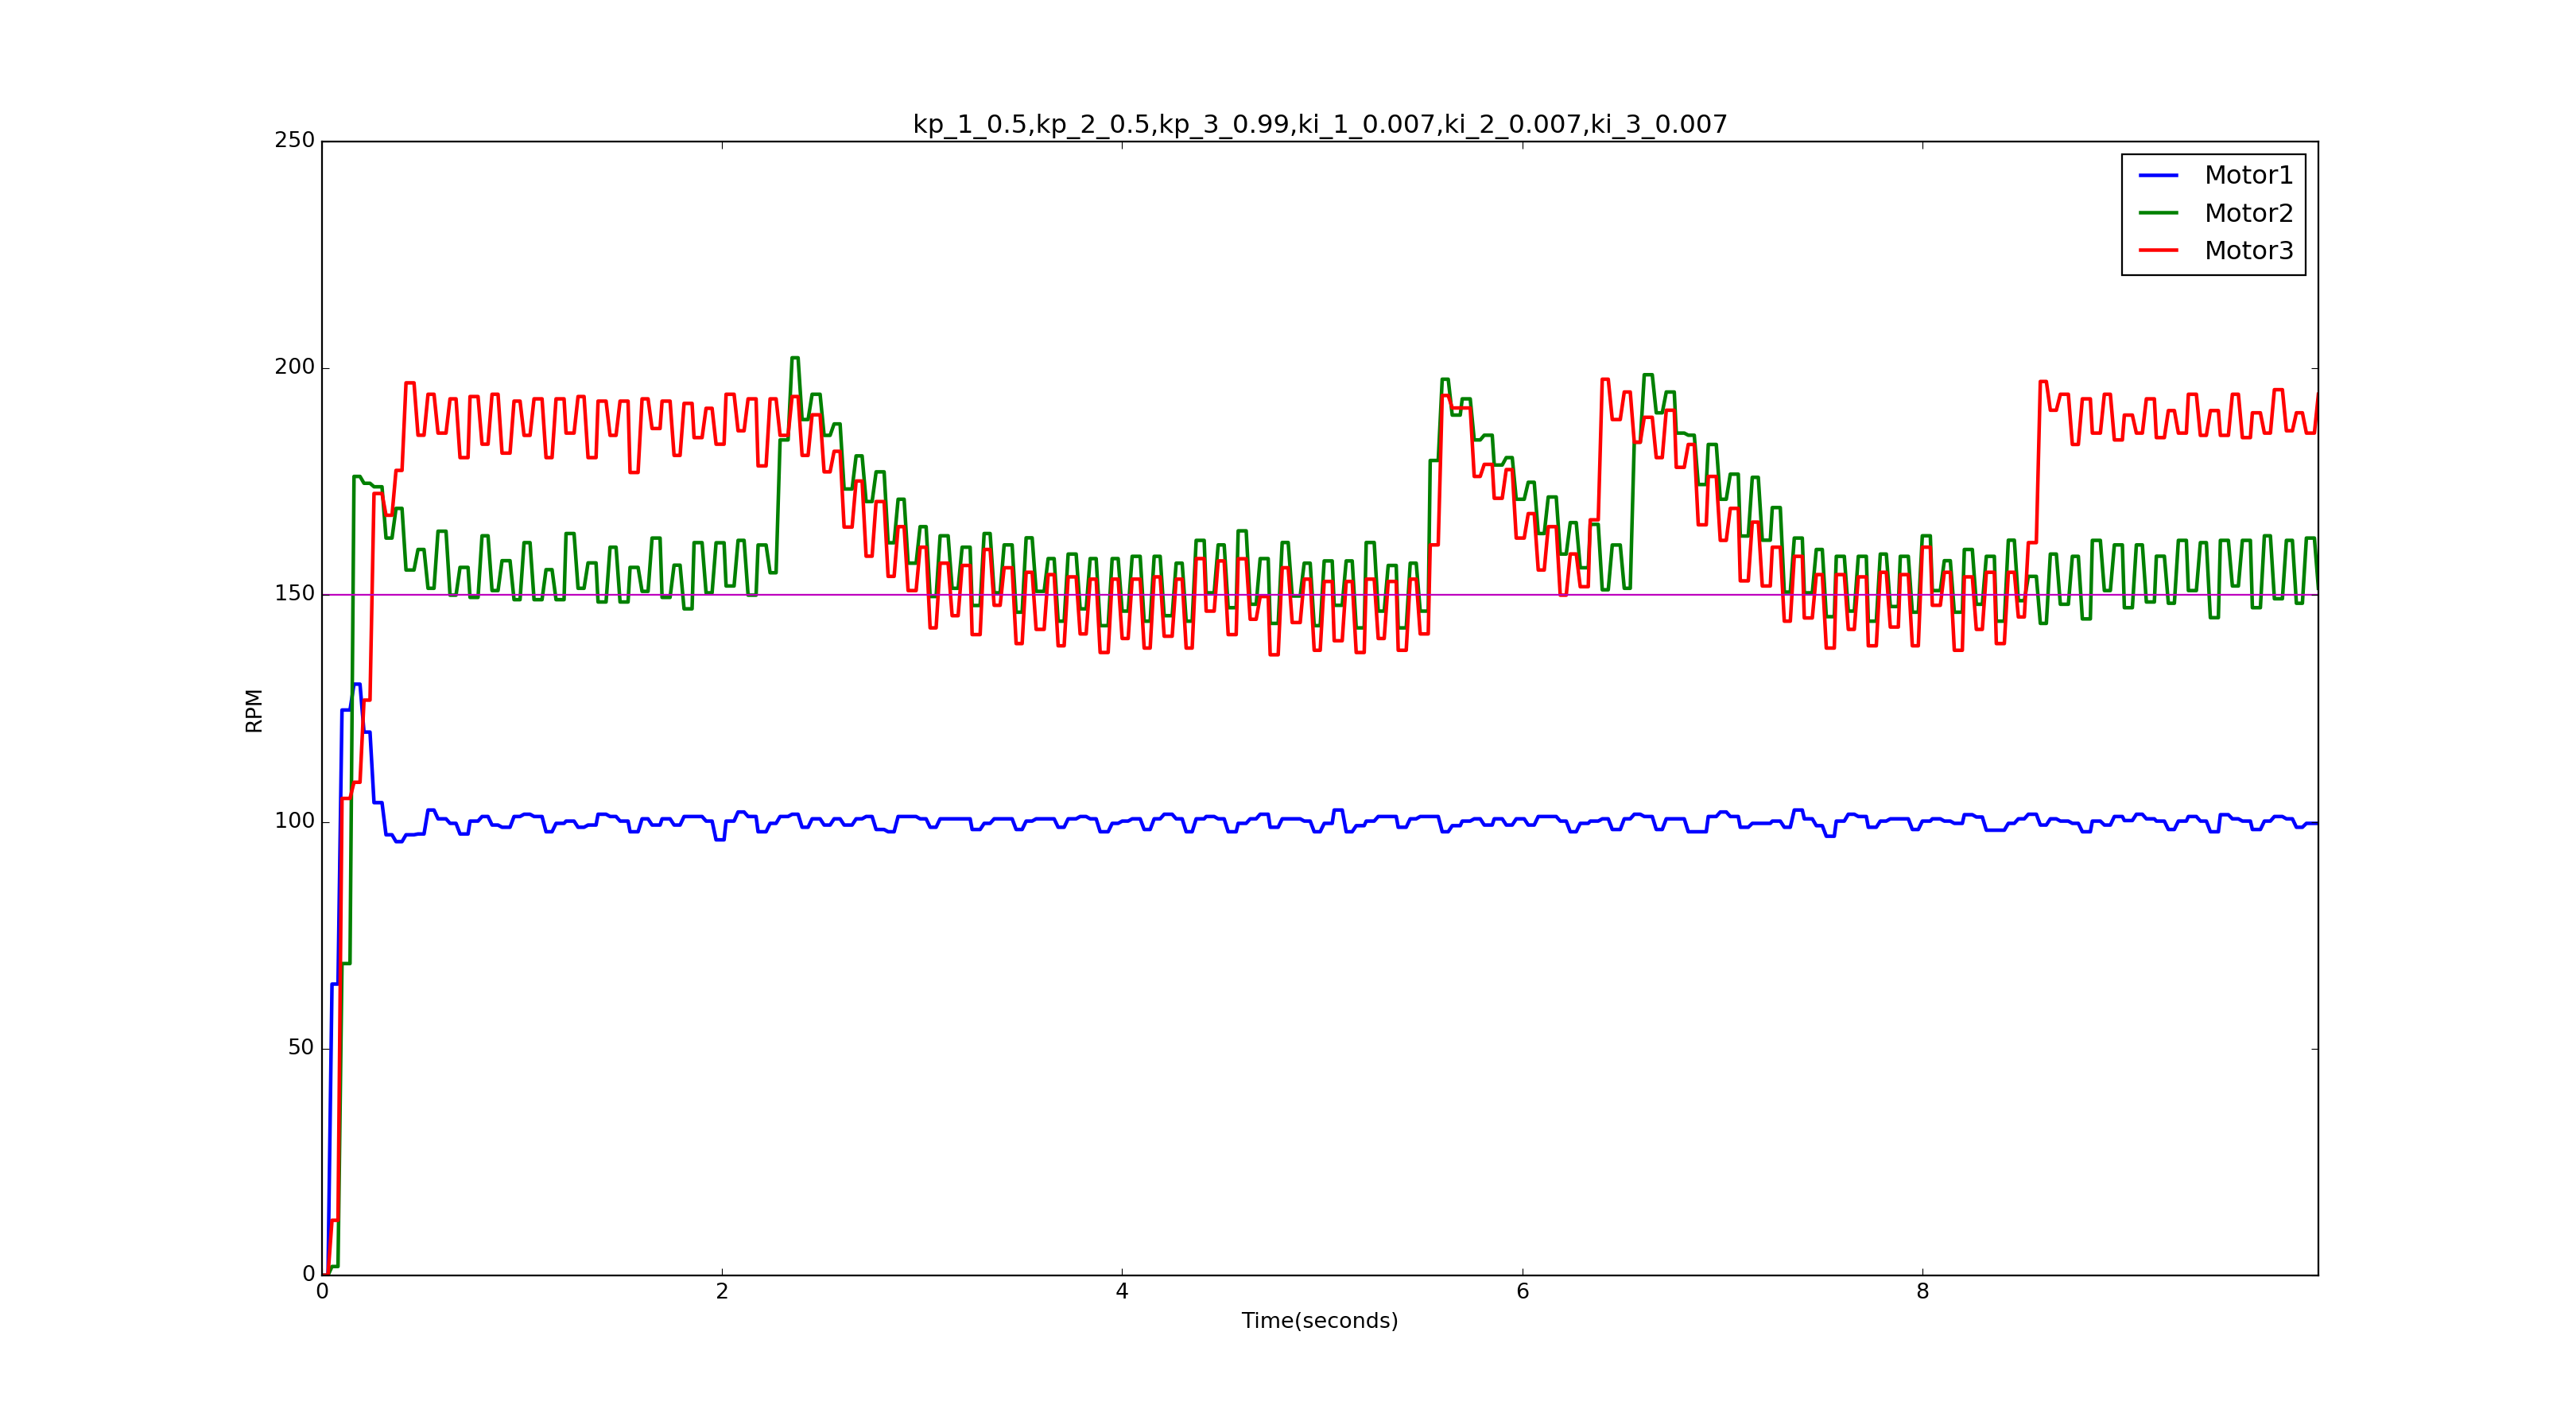 kp_1_0.5,kp_2_0.5,kp_3_0.99,ki_1_0.007,ki_2_0.007,ki_3_0.007
250
200
150
100
50
0
RPM
Motor1
Motor2
Motor3
0 2 4 6 8
Time(seconds)